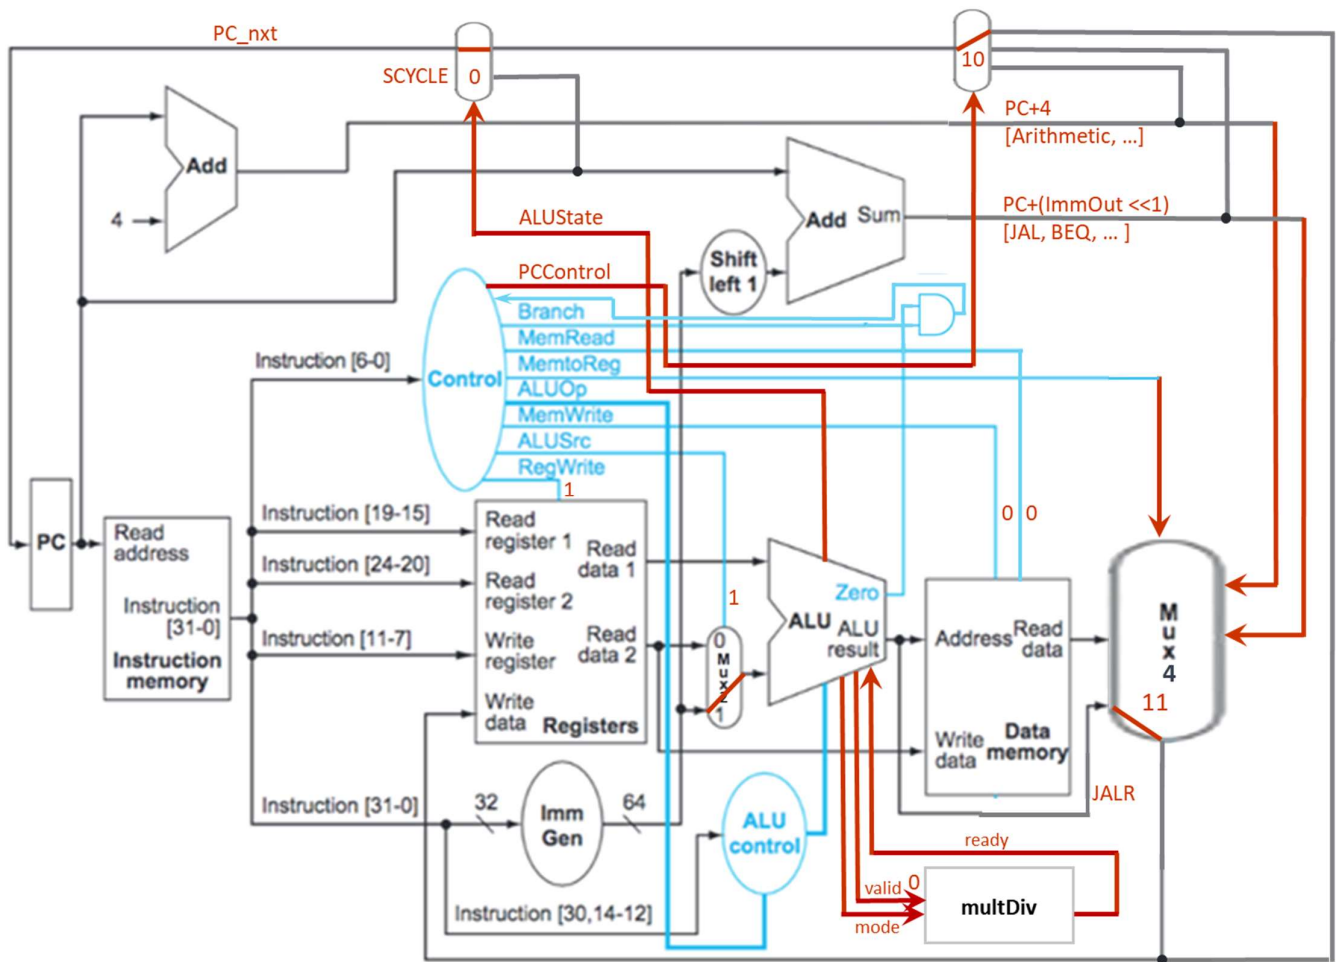 PC_nxt
SCYCLE
0
10
PC+4
[Arithmetic, ...]
Add
4
ALUState
PC+(ImmOut <<1)
[JAL, BEQ, ... ]
Add
Sum
Shift
left 1
PCControl
Branch
MemRead
MemtoReg
ALUOp
MemWrite
ALUSrc
RegWrite
Control
Instruction [6-0]
1
PC
Read
address
Instruction
[31-0]
Instruction
memory
Instruction [19-15]
Instruction [24-20]
Instruction [11-7]
Read
register 1
Read
register 2
Write
register
Write
data
Read
data 1
Read
data 2
Registers
1
0
M
u
x
2
1
Zero
ALU
ALU
result
0 0
Address
Read
data
Write
data
Data
memory
M
u
x
4
11
JALR
Instruction [31-0]
32
Imm
Gen
64
ALU
control
Instruction [30,14-12]
ready
valid
0
mode
multDiv